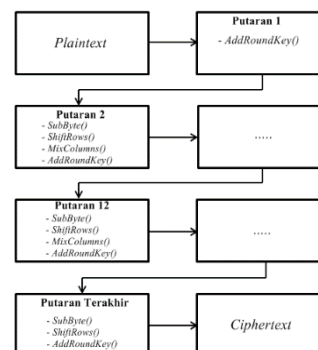 Plaintext
Putaran 1
- AddRoundKey()
Putaran 2
- SubByte()
- ShiftRows()
- MixColumns()
- AddRoundKey()
.....
Putaran 12
- SubByte()
- ShiftRows()
- MixColumns()
- AddRoundKey()
.....
Putaran Terakhir
- SubByte()
- ShiftRows()
- AddRoundKey()
Ciphertext